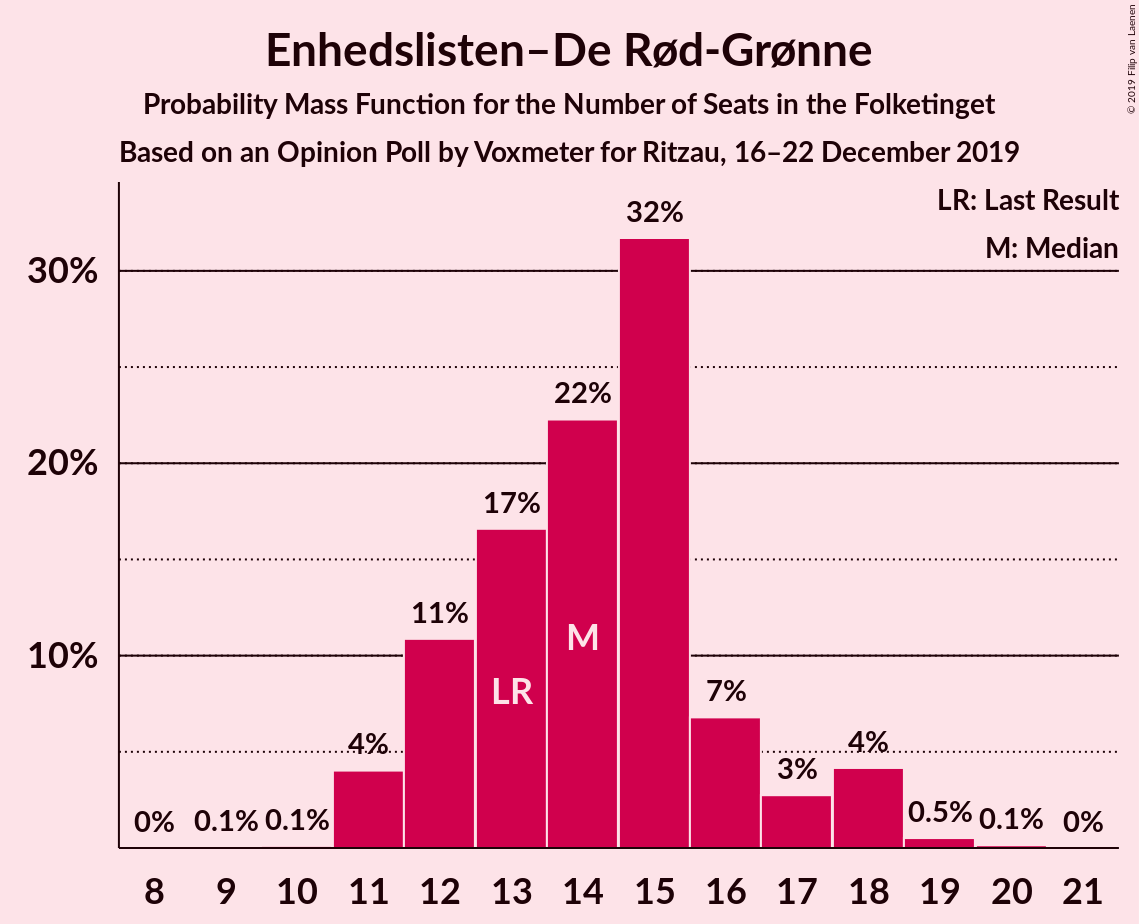 Enhedslisten–De Rød-Grønne
Probability Mass Function for the Number of Seats in the Folketinget
Based on an Opinion Poll by Voxmeter for Ritzau, 16–22 December 2019
© 2019 Filip van Laenen
LR: Last Result
M: Median
30%
20%
10%
0%
0.1%
0.1%
4%
11%
17%
22%
32%
7%
3%
4%
0.5%
0.1%
0%
LR
M
8 9 10 11 12 13 14 15 16 17 18 19 20 21